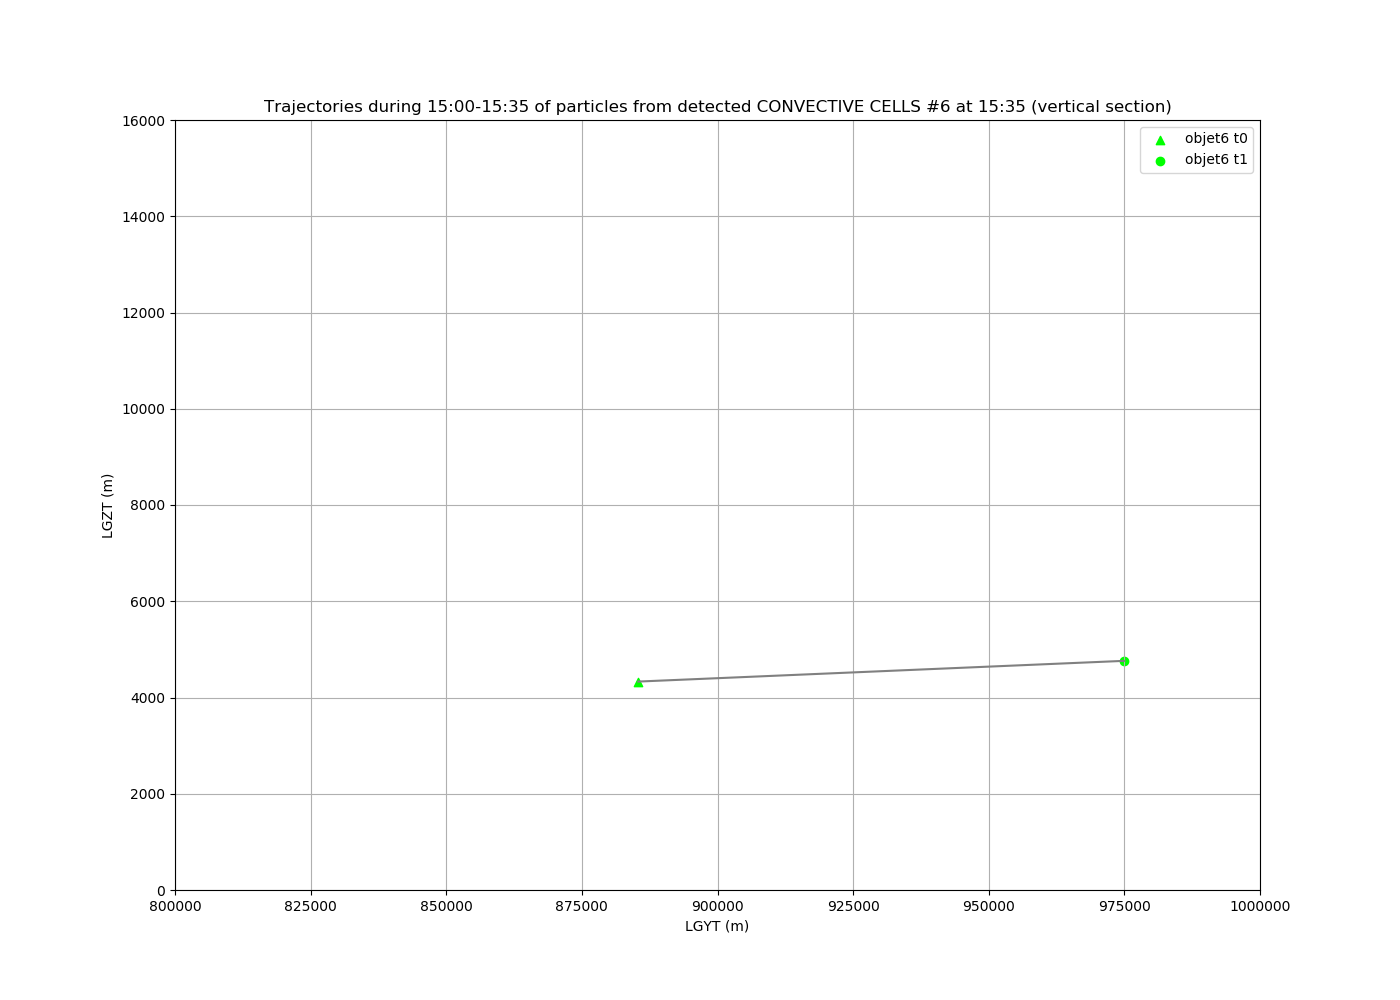 Trajectories during 15:00-15:35 of particles from detected CONVECTIVE CELLS #6 at 15:35 (vertical section)
objet6 t0
objet6 t1
16000
14000
12000
10000
8000
6000
4000
2000
0
LGZT (m)
800000 825000 850000 875000 900000 925000 950000 975000 1000000
LGYT (m)